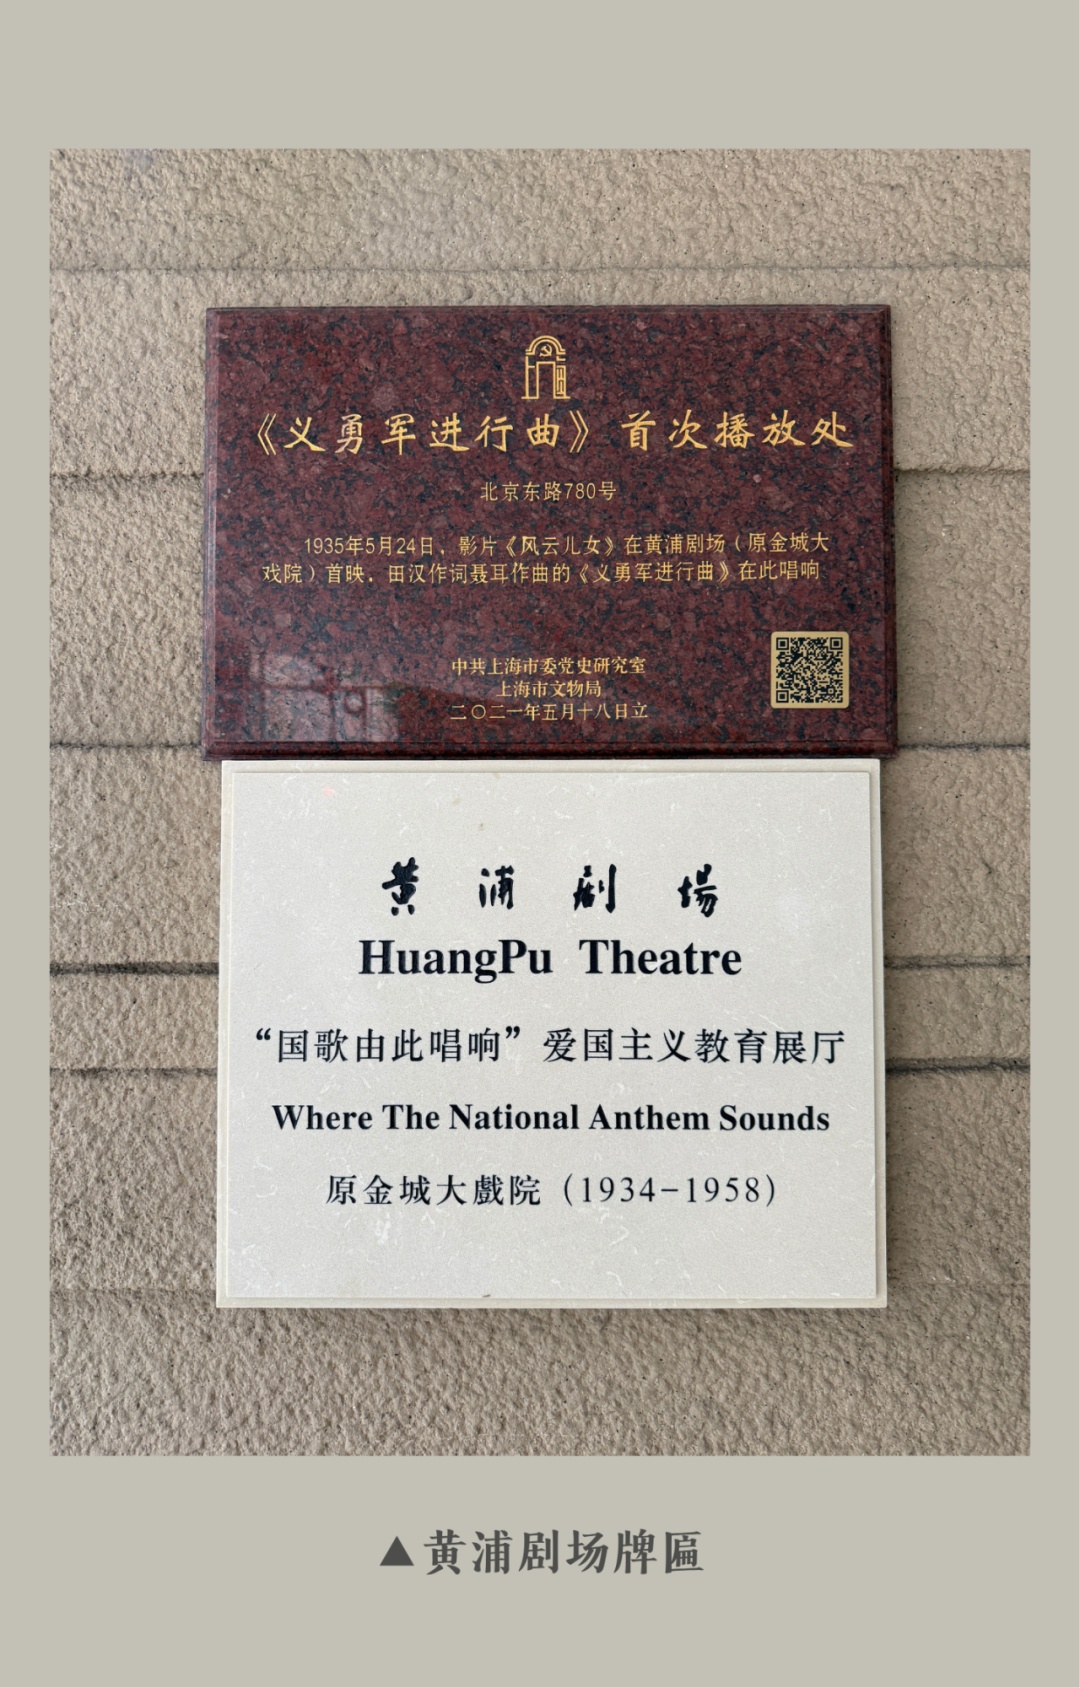 《义勇军进行曲》首次播放处
北京东路780号
1935年5月24日，影片《风云儿女》在黄浦剧场（原金城大
戏院）首映，田汉作词聂耳作曲的《义勇军进行曲》在此唱响
中共上海市委党史研究室
上海市文物局
二〇二一年五月十八日立
黄浦剧場
HuangPu Theatre
“国歌由此唱响”爱国主义教育展厅
Where The National Anthem Sounds
原金城大戲院（1934-1958）
▲黄浦剧场牌匾